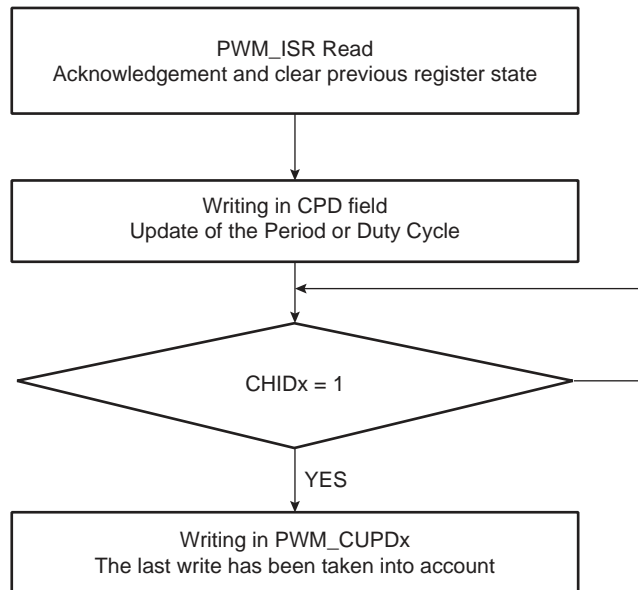 PWM_ISR Read
Acknowledgement and clear previous register state
Writing in CPD field
Update of the Period or Duty Cycle
CHIDx = 1
YES
Writing in PWM_CUPDx
The last write has been taken into account